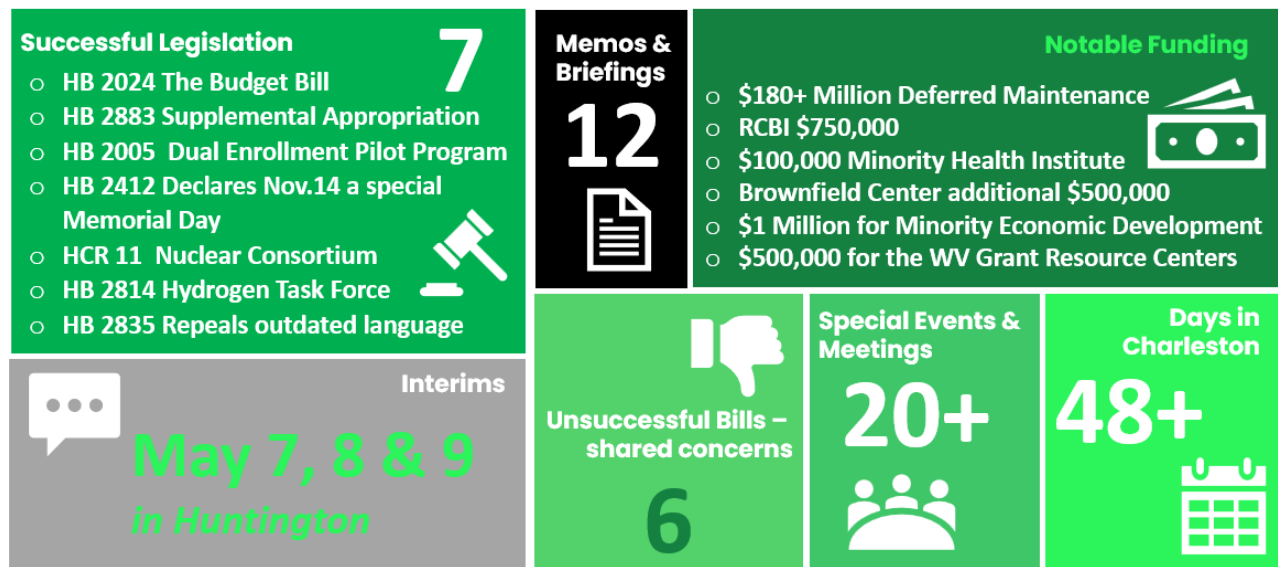 Successful Legislation
7
o HB 2024 The Budget Bill
o HB 2883 Supplemental Appropriation
o HB 2005  Dual Enrollment Pilot Program
o HB 2412 Declares Nov.14 a special
Memorial Day
o HCR 11  Nuclear Consortium
o HB 2814 Hydrogen Task Force
o HB 2835 Repeals outdated language
Memos &
Briefings
12
Notable Funding
o $180+ Million Deferred Maintenance
o RCBI $750,000
o $100,000 Minority Health Institute
o Brownfield Center additional $500,000
o $1 Million for Minority Economic Development
o $500,000 for the WV Grant Resource Centers
Interims
May 7, 8 & 9
in Huntington
Unsuccessful Bills –
shared concerns
6
Special Events &
Meetings
20+
Days in
Charleston
48+